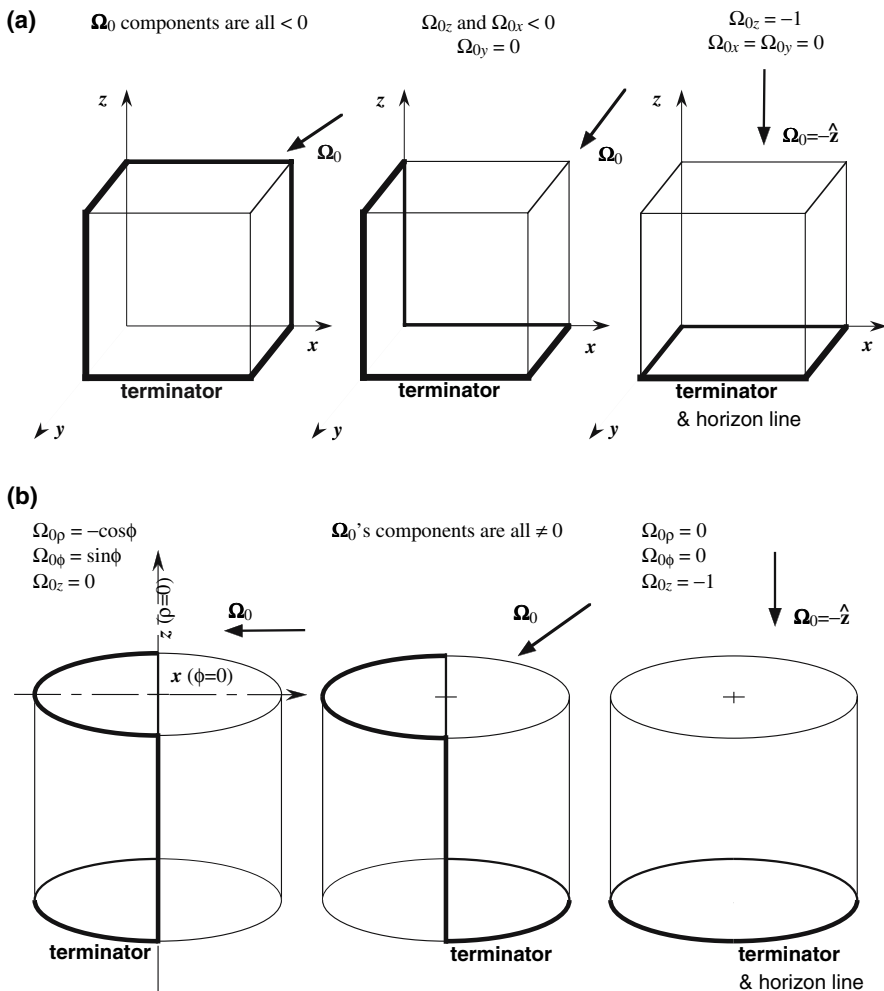 (a)
Ω₀ components are all < 0
Ω₀z and Ω₀x < 0
Ω₀y = 0
Ω₀z = −1
Ω₀x = Ω₀y = 0
z
Ω₀
x
terminator
y
z
Ω₀
x
terminator
y
z
Ω₀=−ẑ
x
terminator
& horizon line
y
(b)
Ω₀ρ = −cosϕ
Ω₀ϕ = sinϕ
Ω₀z = 0
z (ρ=0)
Ω₀
x (ϕ=0)
terminator
Ω₀'s components are all ≠ 0
Ω₀
terminator
Ω₀ρ = 0
Ω₀ϕ = 0
Ω₀z = −1
Ω₀=−ẑ
terminator
& horizon line